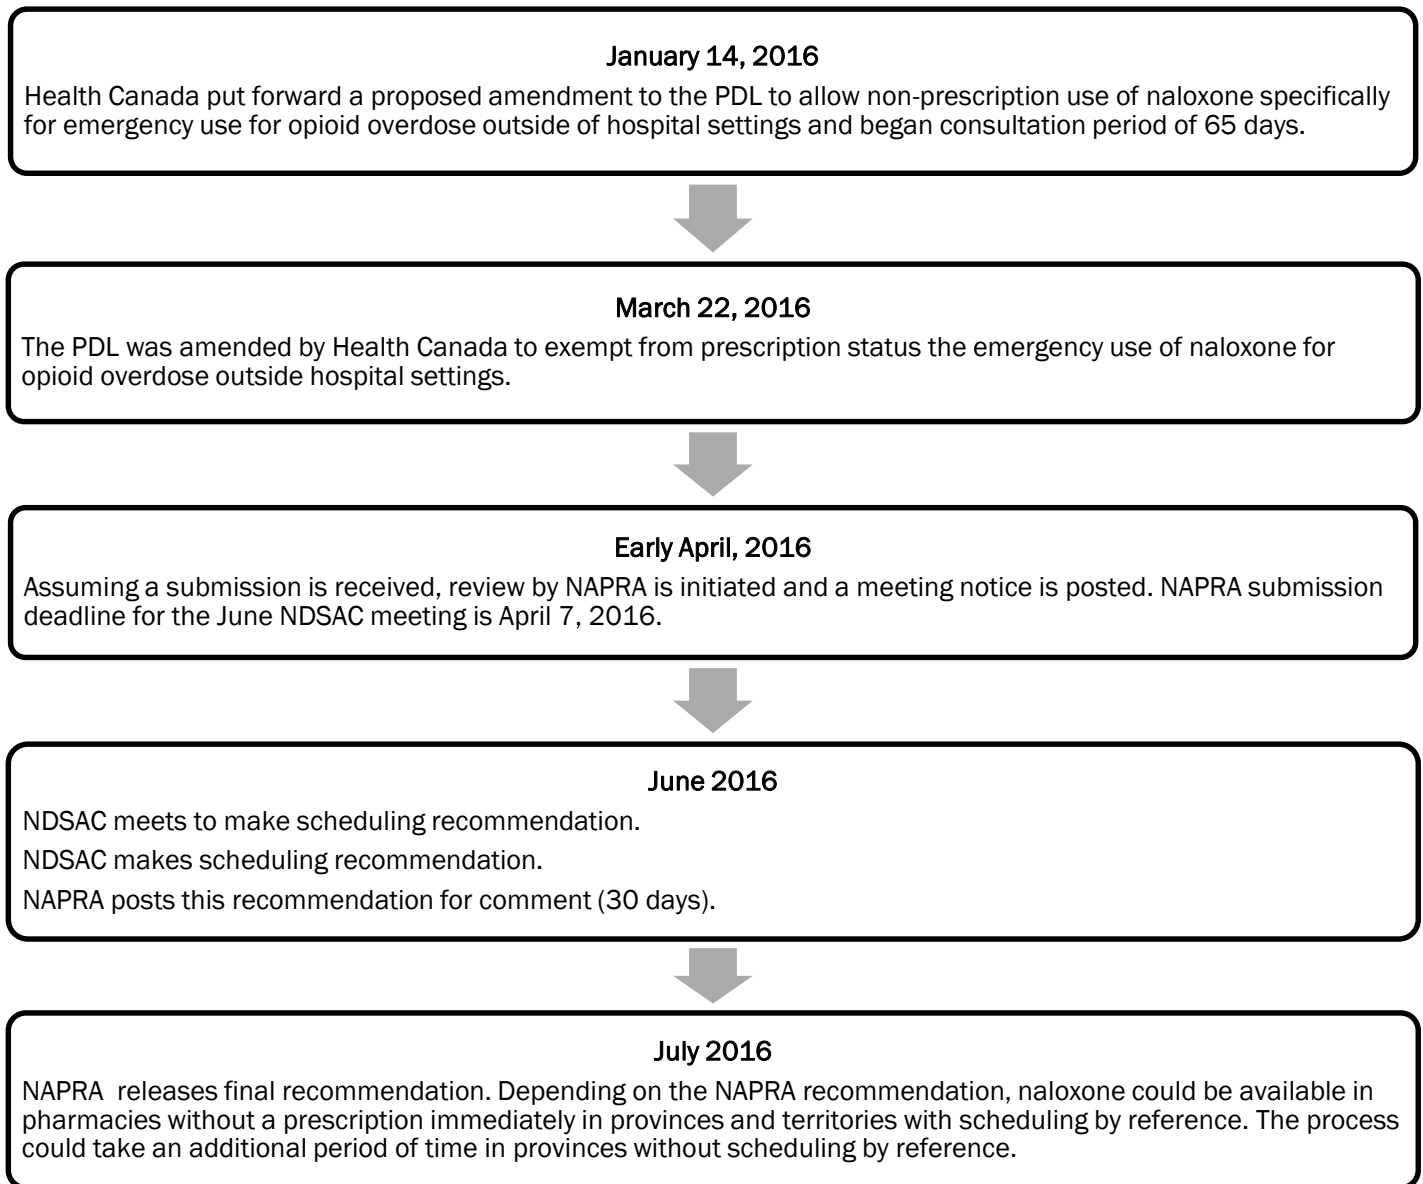 January 14, 2016
Health Canada put forward a proposed amendment to the PDL to allow non-prescription use of naloxone specifically
for emergency use for opioid overdose outside of hospital settings and began consultation period of 65 days.
March 22, 2016
The PDL was amended by Health Canada to exempt from prescription status the emergency use of naloxone for
opioid overdose outside hospital settings.
Early April, 2016
Assuming a submission is received, review by NAPRA is initiated and a meeting notice is posted. NAPRA submission
deadline for the June NDSAC meeting is April 7, 2016.
June 2016
NDSAC meets to make scheduling recommendation.
NDSAC makes scheduling recommendation.
NAPRA posts this recommendation for comment (30 days).
July 2016
NAPRA releases final recommendation. Depending on the NAPRA recommendation, naloxone could be available in
pharmacies without a prescription immediately in provinces and territories with scheduling by reference. The process
could take an additional period of time in provinces without scheduling by reference.